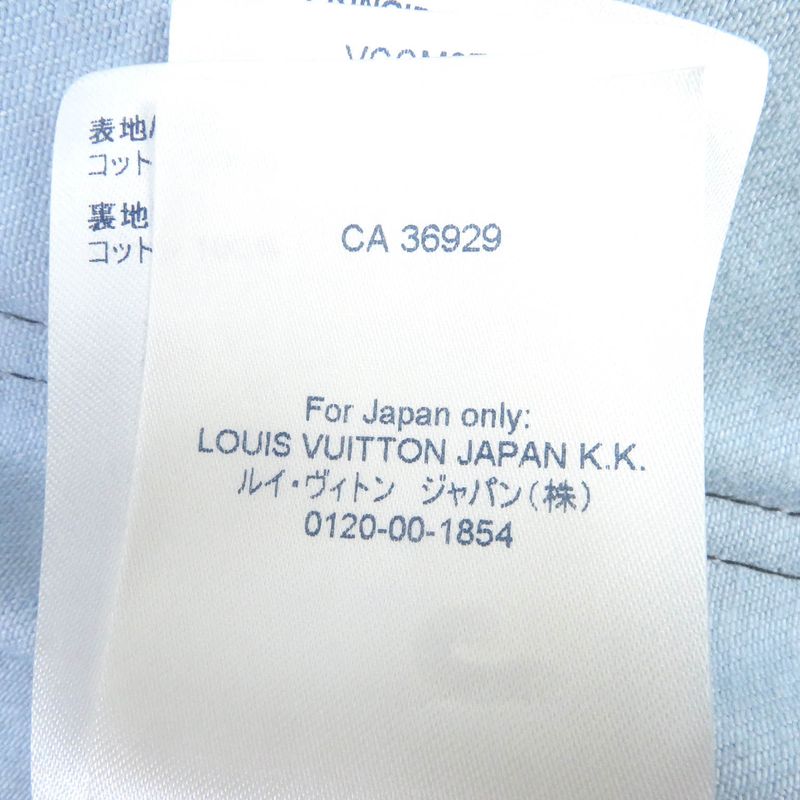 表地
コット
裏地
コット
CA 36929
For Japan only:
LOUIS VUITTON JAPAN K.K.
ルイ・ヴィトン ジャパン(株)
0120-00-1854